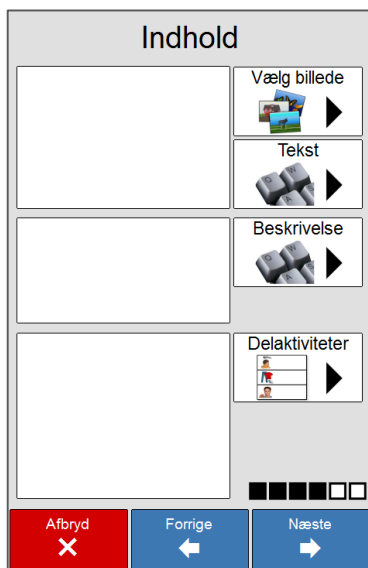 Indhold
Vælg billede
Tekst
Beskrivelse
Delaktiviteter
Afbryd
Forrige
Næste